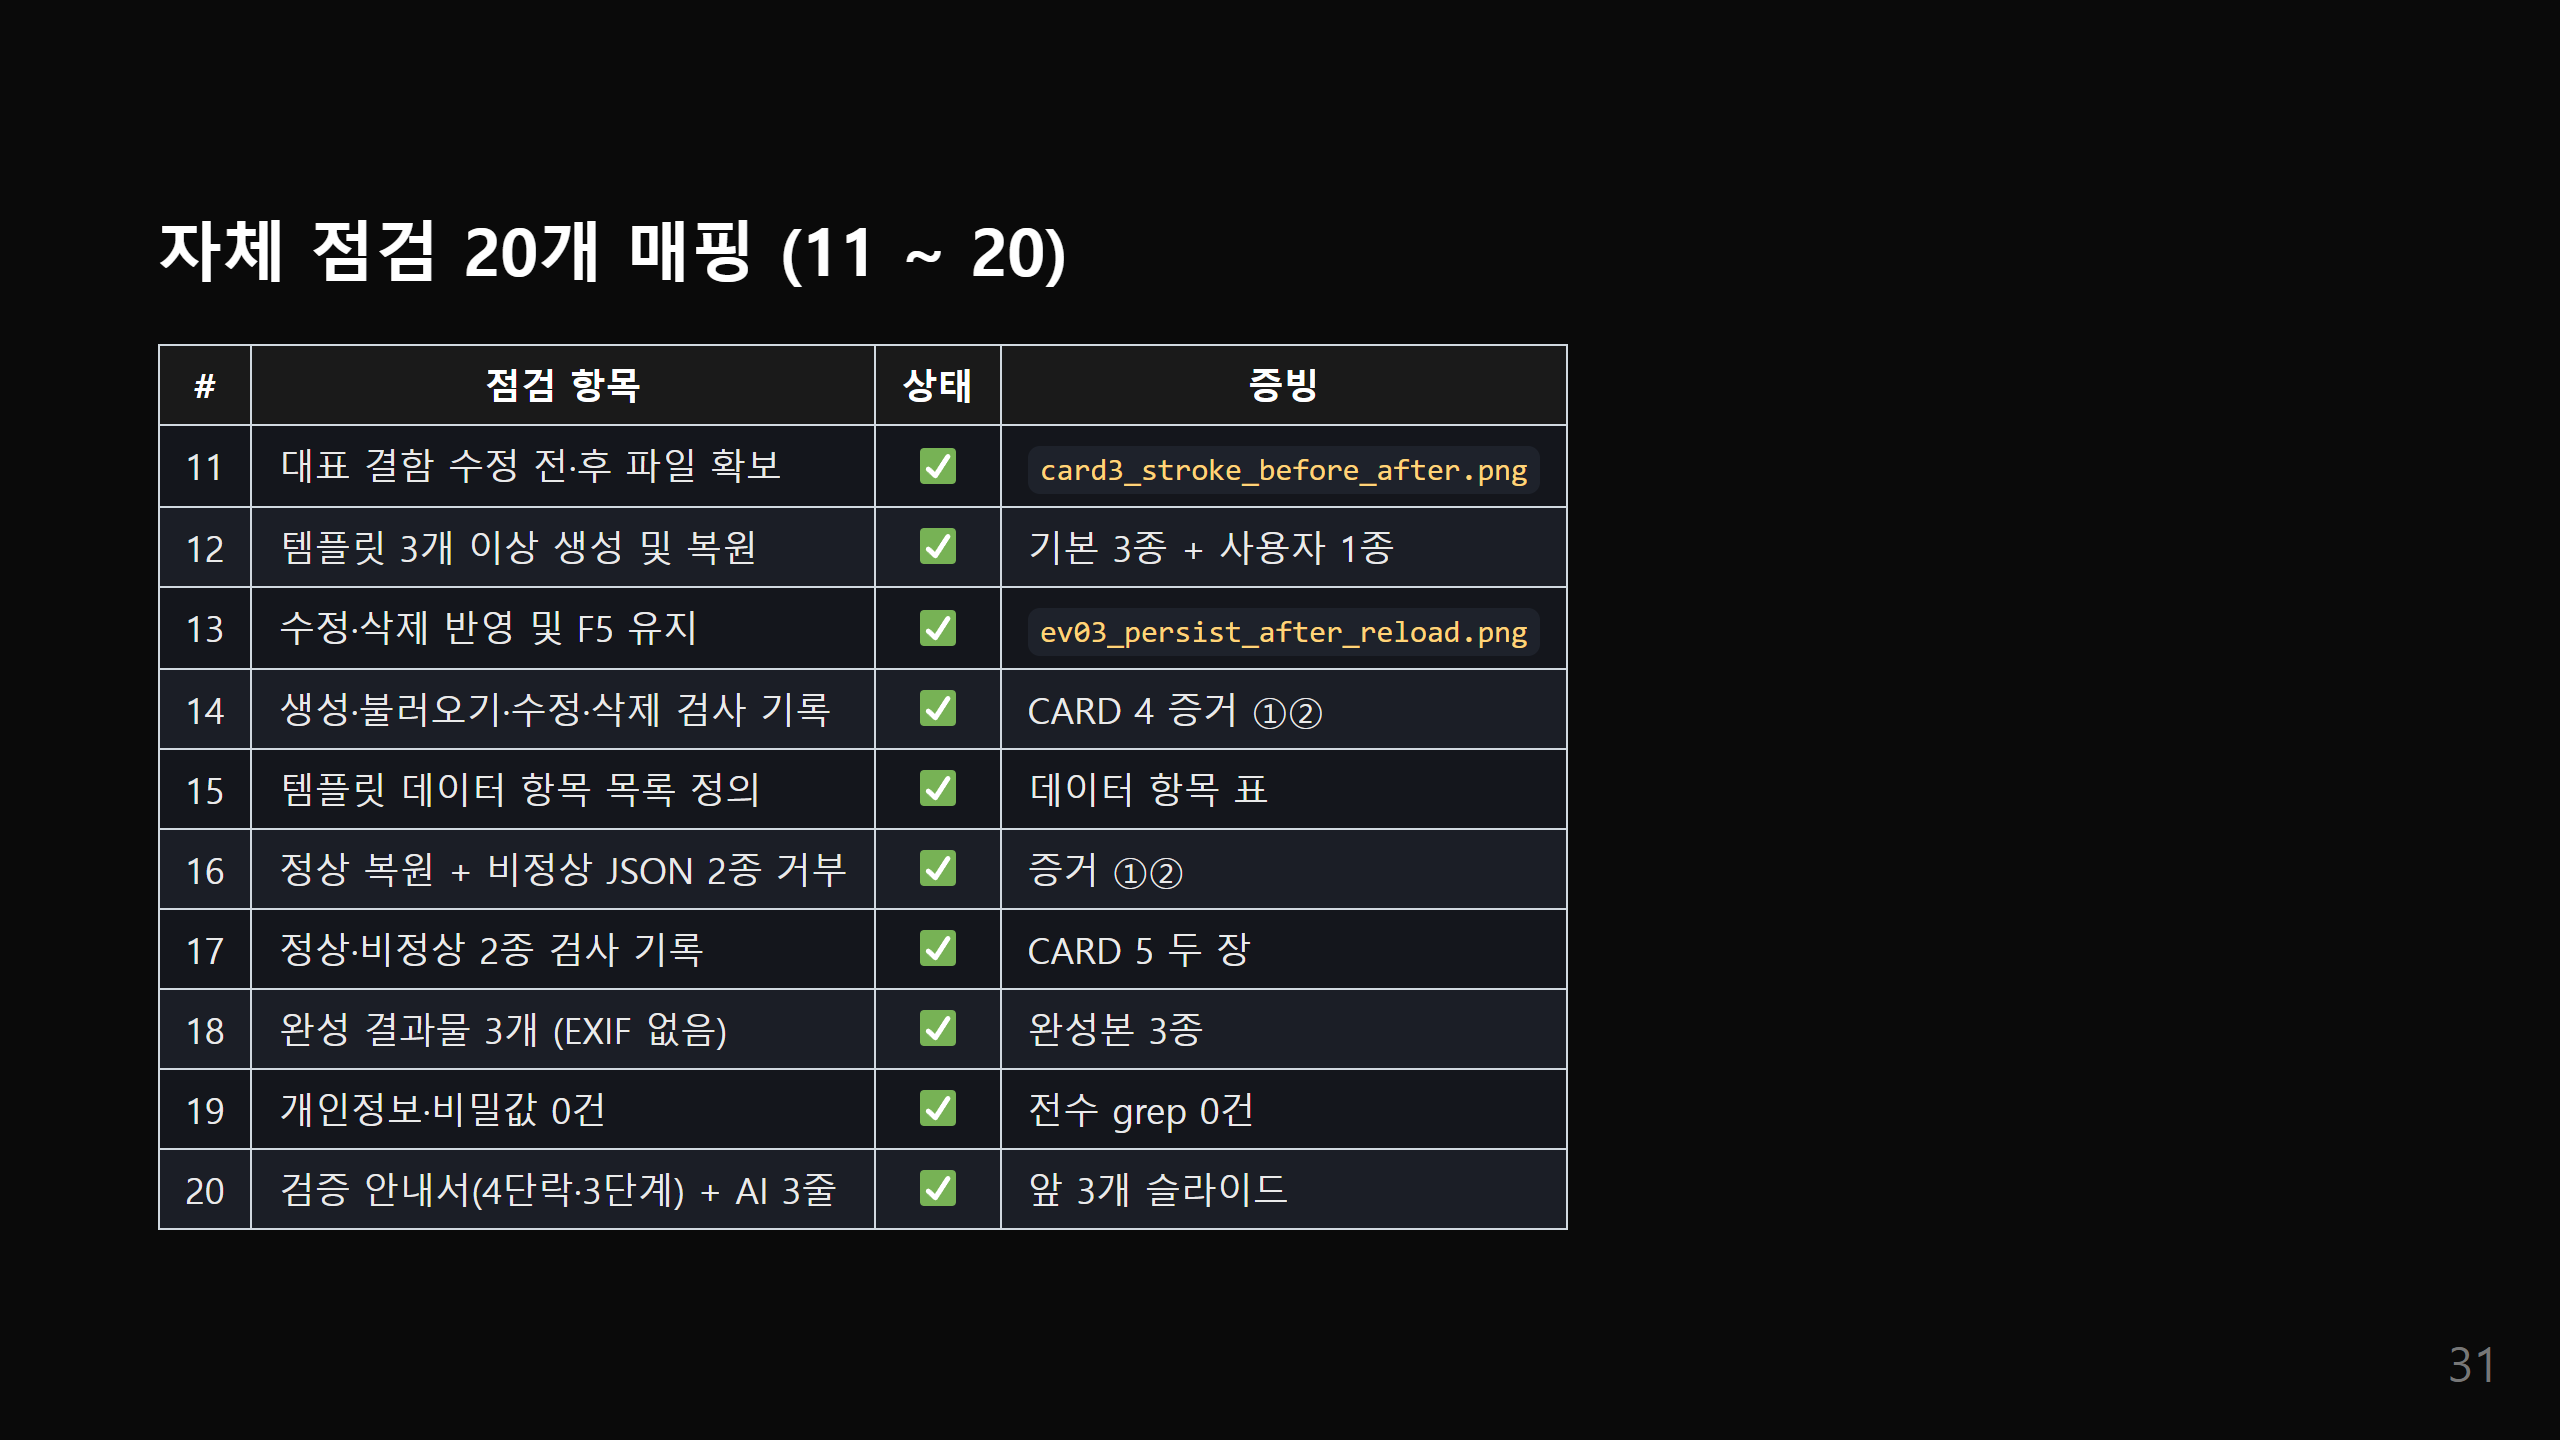 자체 점검 20개 매핑 (11 ~ 20)
# 점검 항목 상태 증빙
11 대표 결함 수정 전·후 파일 확보 ✅ card3_stroke_before_after.png
12 템플릿 3개 이상 생성 및 복원 ✅ 기본 3종 + 사용자 1종
13 수정·삭제 반영 및 F5 유지 ✅ ev03_persist_after_reload.png
14 생성·불러오기·수정·삭제 검사 기록 ✅ CARD 4 증거 ①②
15 템플릿 데이터 항목 목록 정의 ✅ 데이터 항목 표
16 정상 복원 + 비정상 JSON 2종 거부 ✅ 증거 ①②
17 정상·비정상 2종 검사 기록 ✅ CARD 5 두 장
18 완성 결과물 3개 (EXIF 없음) ✅ 완성본 3종
19 개인정보·비밀값 0건 ✅ 전수 grep 0건
20 검증 안내서(4단락·3단계) + AI 3줄 ✅ 앞 3개 슬라이드
31